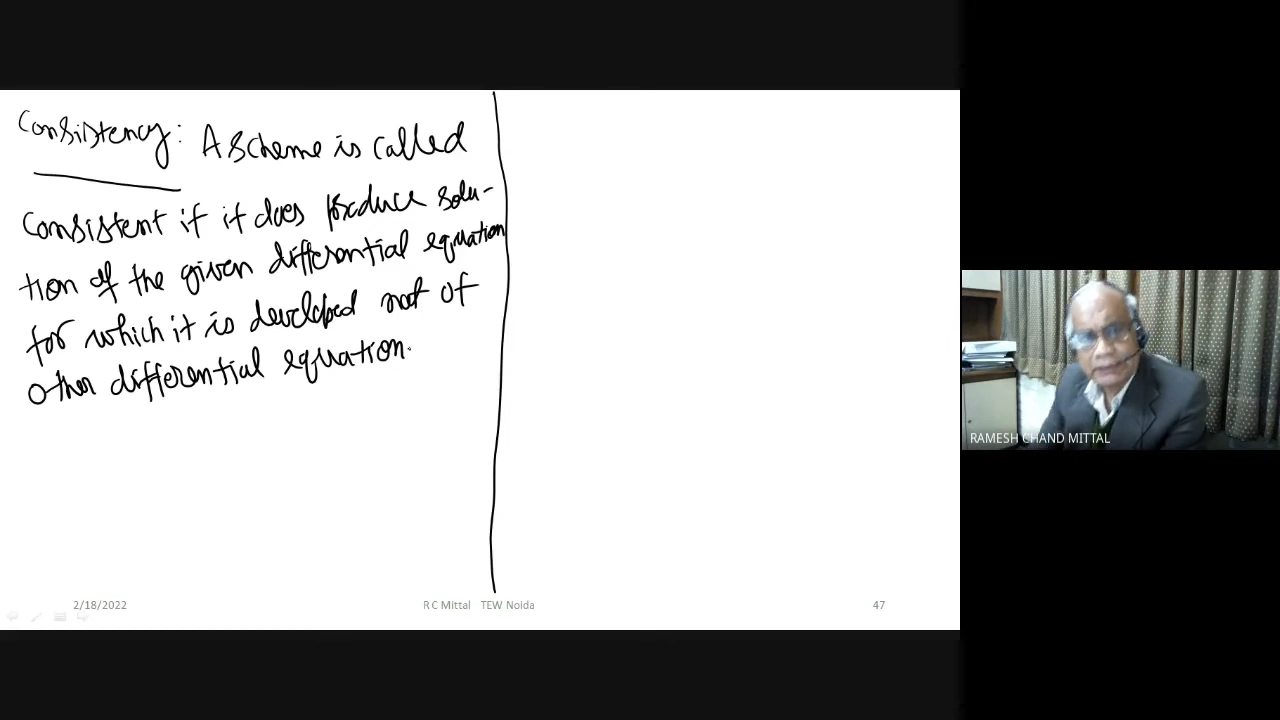 Consistency: A scheme is called
Consistent if it does produce solu-
tion of the given differential equation
for which it is developed not of
other differential equation.
RAMESH CHAND MITTAL
2/18/2022
R C Mittal TEW Noida
47